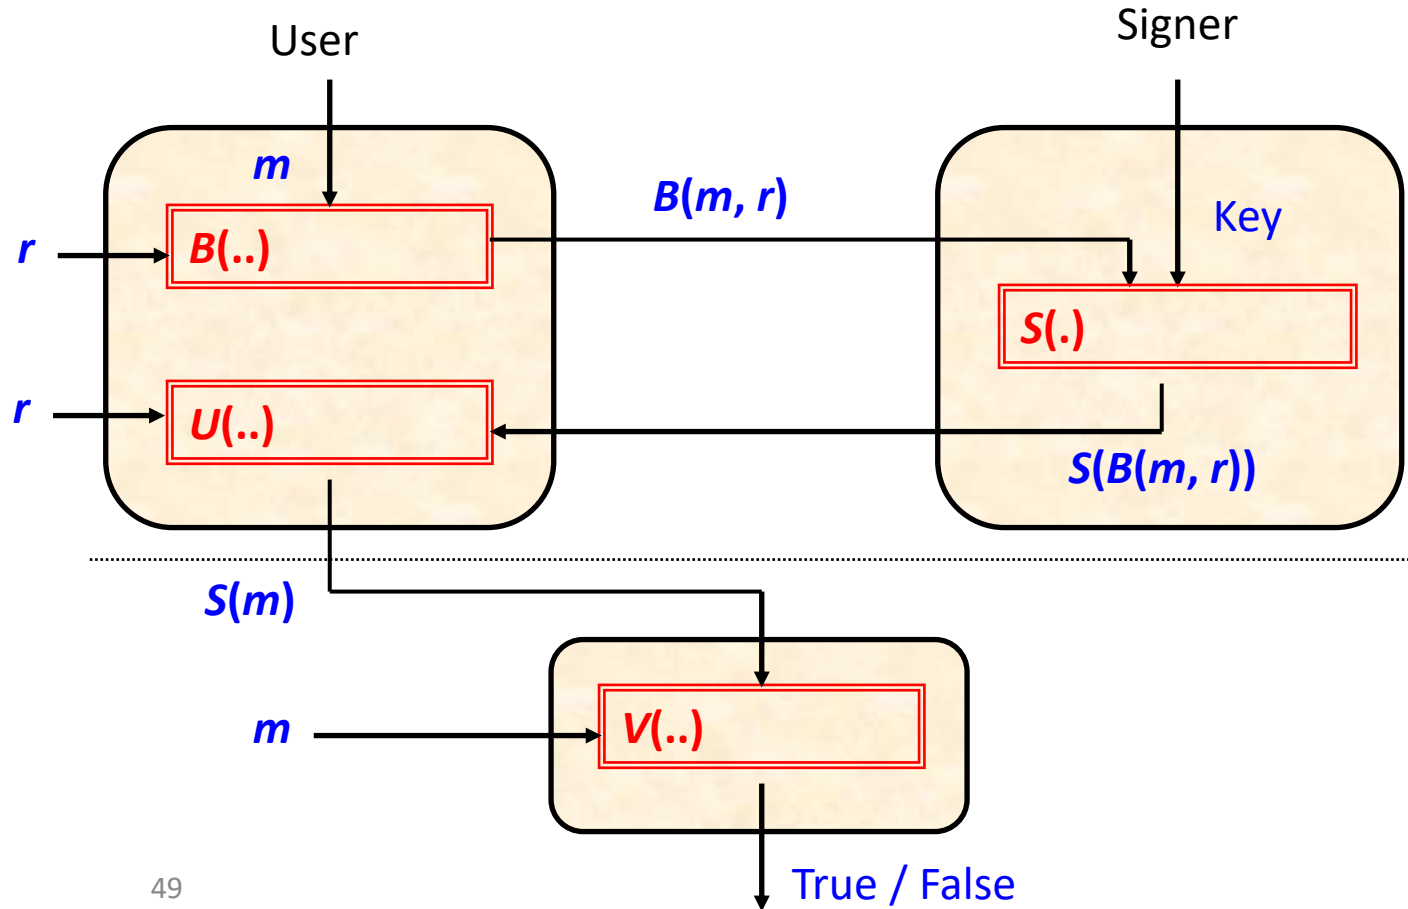 User
Signer
m
B(m, r)
Key
r
B(..)
S(.)
r
U(..)
S(B(m, r))
S(m)
m
V(..)
True / False
49